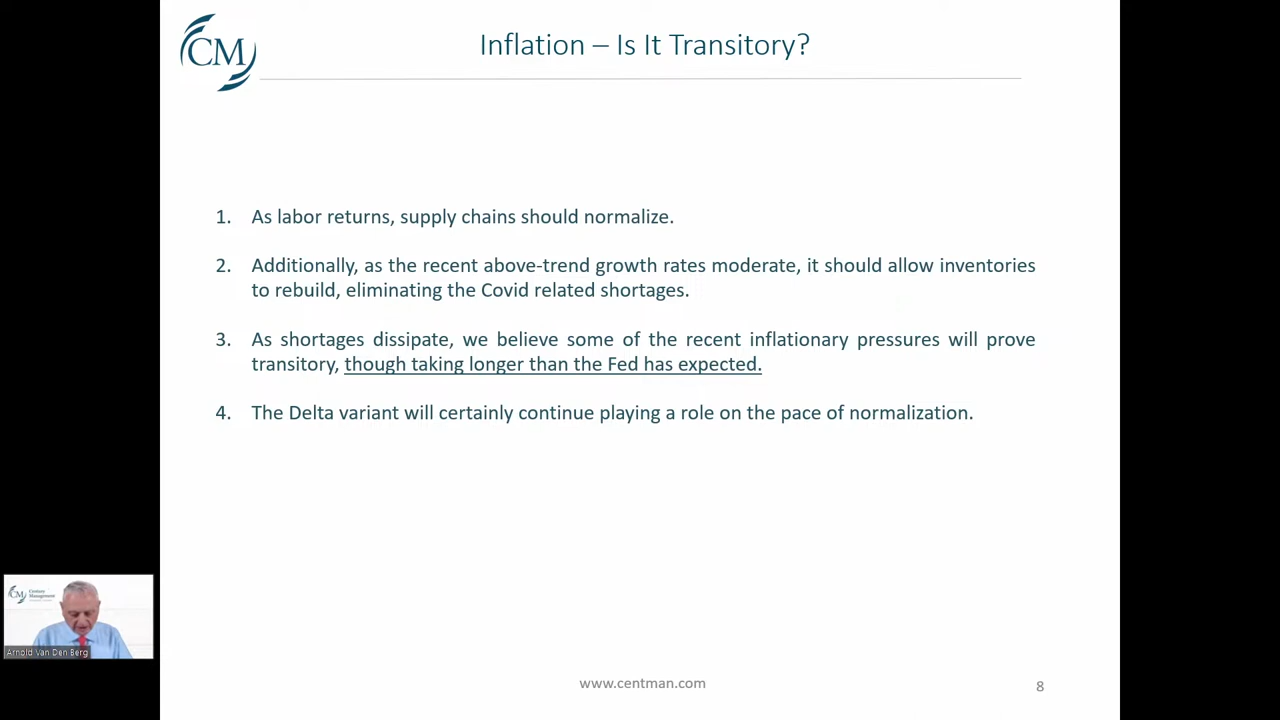 CM
Inflation – Is It Transitory?
1. As labor returns, supply chains should normalize.
2. Additionally, as the recent above-trend growth rates moderate, it should allow inventories
to rebuild, eliminating the Covid related shortages.
3. As shortages dissipate, we believe some of the recent inflationary pressures will prove
transitory, though taking longer than the Fed has expected.
4. The Delta variant will certainly continue playing a role on the pace of normalization.
CM
Century
Management
Arnold Van Den Berg
www.centman.com
8